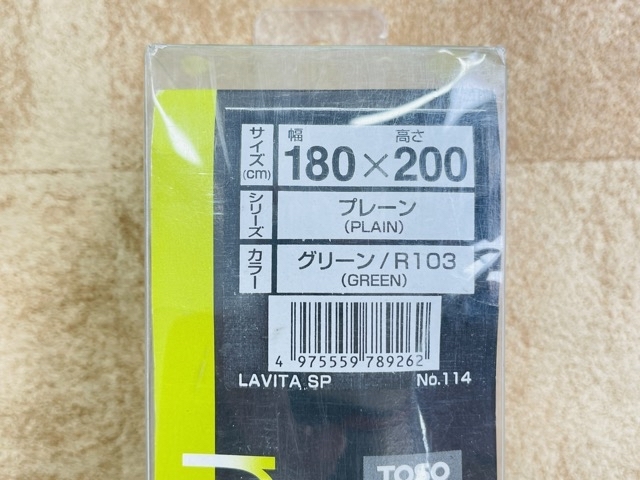 サイズ(cm) 幅 高さ
180×200
シリーズ プレーン
(PLAIN)
カラー グリーン/R103
(GREEN)
4 975559 789262
LAVITA SP No.114
TOSO